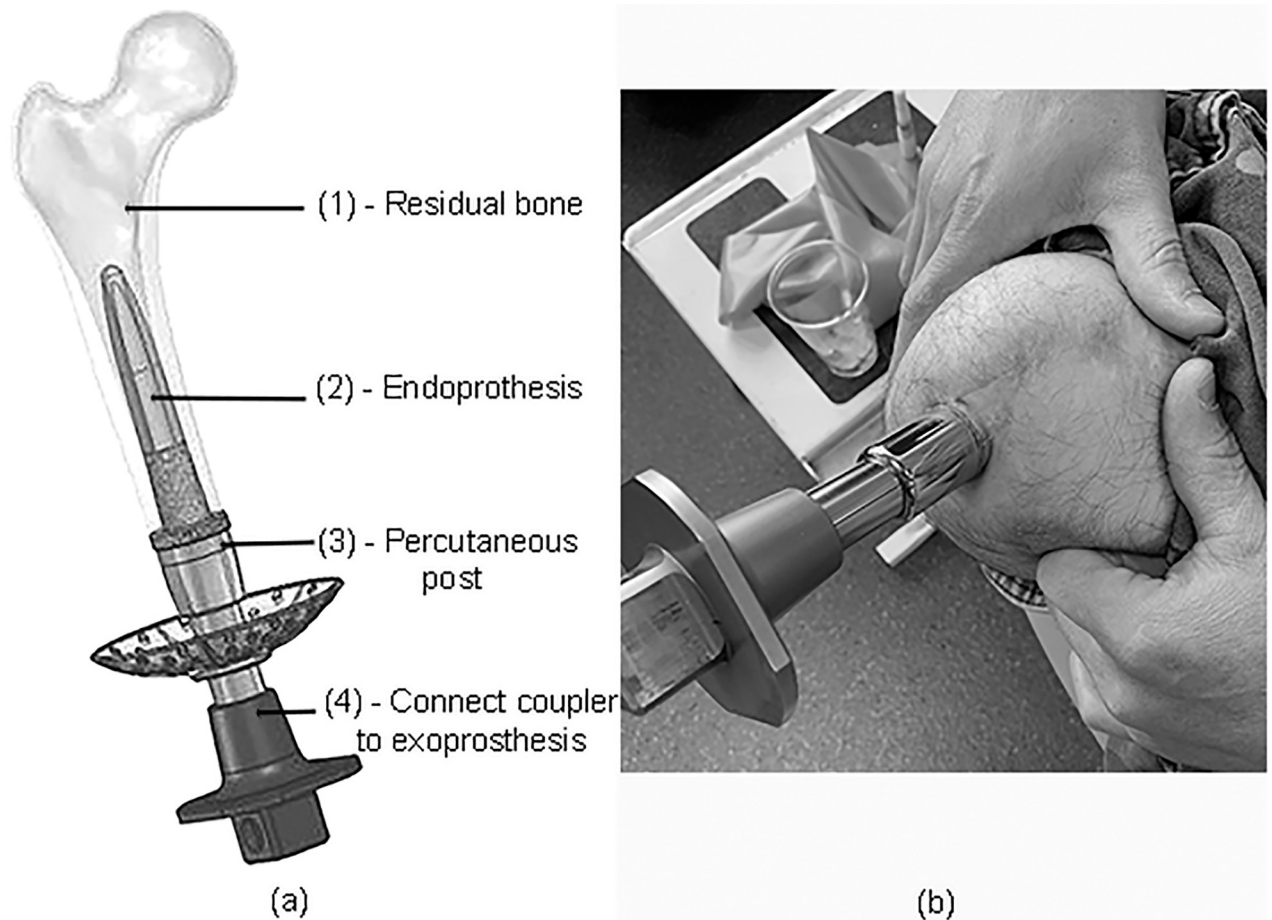 (1) - Residual bone
(2) - Endoprothesis
(3) - Percutaneous
post
(4) - Connect coupler
to exoprosthesis
(a)
(b)